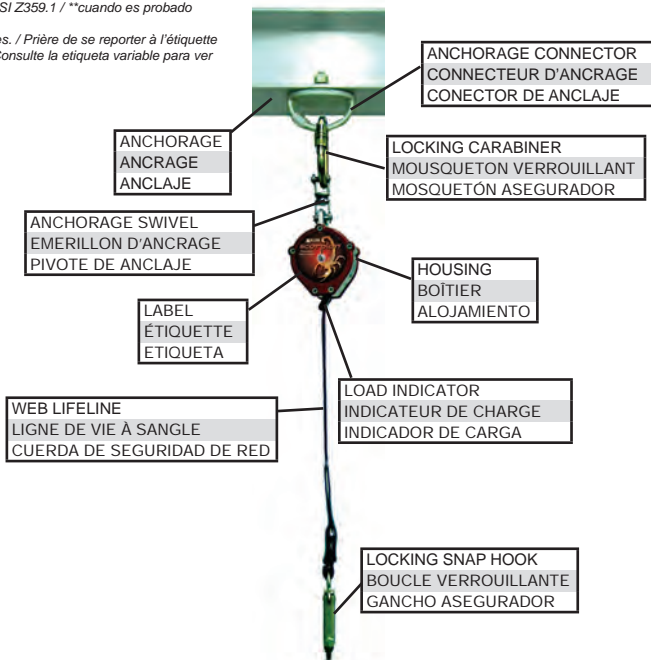 SI Z359.1 / **cuando es probado
es. / Prière de se reporter à l'étiquette
Consulte la etiqueta variable para ver
ANCHORAGE CONNECTOR
CONNECTEUR D'ANCRAGE
CONECTOR DE ANCLAJE
ANCHORAGE
ANCRAGE
ANCLAJE
LOCKING CARABINER
MOUSQUETON VERROUILLANT
MOSQUETÓN ASEGURADOR
ANCHORAGE SWIVEL
EMERILLON D'ANCRAGE
PIVOTE DE ANCLAJE
HOUSING
BOÎTIER
ALOJAMIENTO
LABEL
ÉTIQUETTE
ETIQUETA
LOAD INDICATOR
INDICATEUR DE CHARGE
INDICADOR DE CARGA
WEB LIFELINE
LIGNE DE VIE À SANGLE
CUERDA DE SEGURIDAD DE RED
LOCKING SNAP HOOK
BOUCLE VERROUILLANTE
GANCHO ASEGURADOR